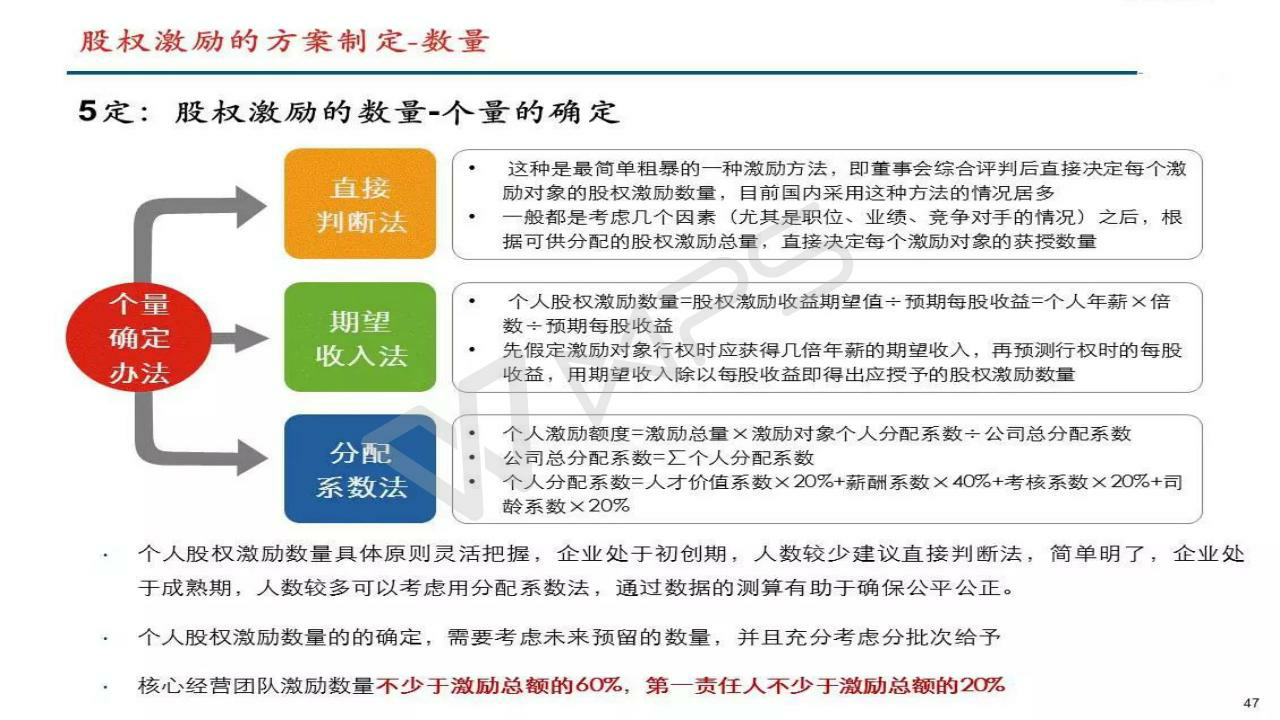 股权激励的方案制定-数量
5定：股权激励的数量-个量的确定
个量
确定
办法
直接
判断法
• 这种是最简单粗暴的一种激励方法，即董事会综合评判后直接决定每个激
励对象的股权激励数量，目前国内采用这种方法的情况居多
• 一般都是考虑几个因素（尤其是职位、业绩、竞争对手的情况）之后，根
据可供分配的股权激励总量，直接决定每个激励对象的获授数量
期望
收入法
• 个人股权激励数量=股权激励收益期望值÷预期每股收益=个人年薪×倍
数÷预期每股收益
• 先假定激励对象行权时应获得几倍年薪的期望收入，再预测行权时的每股
收益，用期望收入除以每股收益即得出应授予的股权激励数量
分配
系数法
• 个人激励额度=激励总量×激励对象个人分配系数÷公司总分配系数
• 公司总分配系数=∑个人分配系数
• 个人分配系数=人才价值系数×20%+薪酬系数×40%+考核系数×20%+司
龄系数×20%
· 个人股权激励数量具体原则灵活把握，企业处于初创期，人数较少建议直接判断法，简单明了，企业处
于成熟期，人数较多可以考虑用分配系数法，通过数据的测算有助于确保公平公正。
· 个人股权激励数量的的确定，需要考虑未来预留的数量，并且充分考虑分批次给予
· 核心经营团队激励数量不少于激励总额的60%，第一责任人不少于激励总额的20%
47
WPS